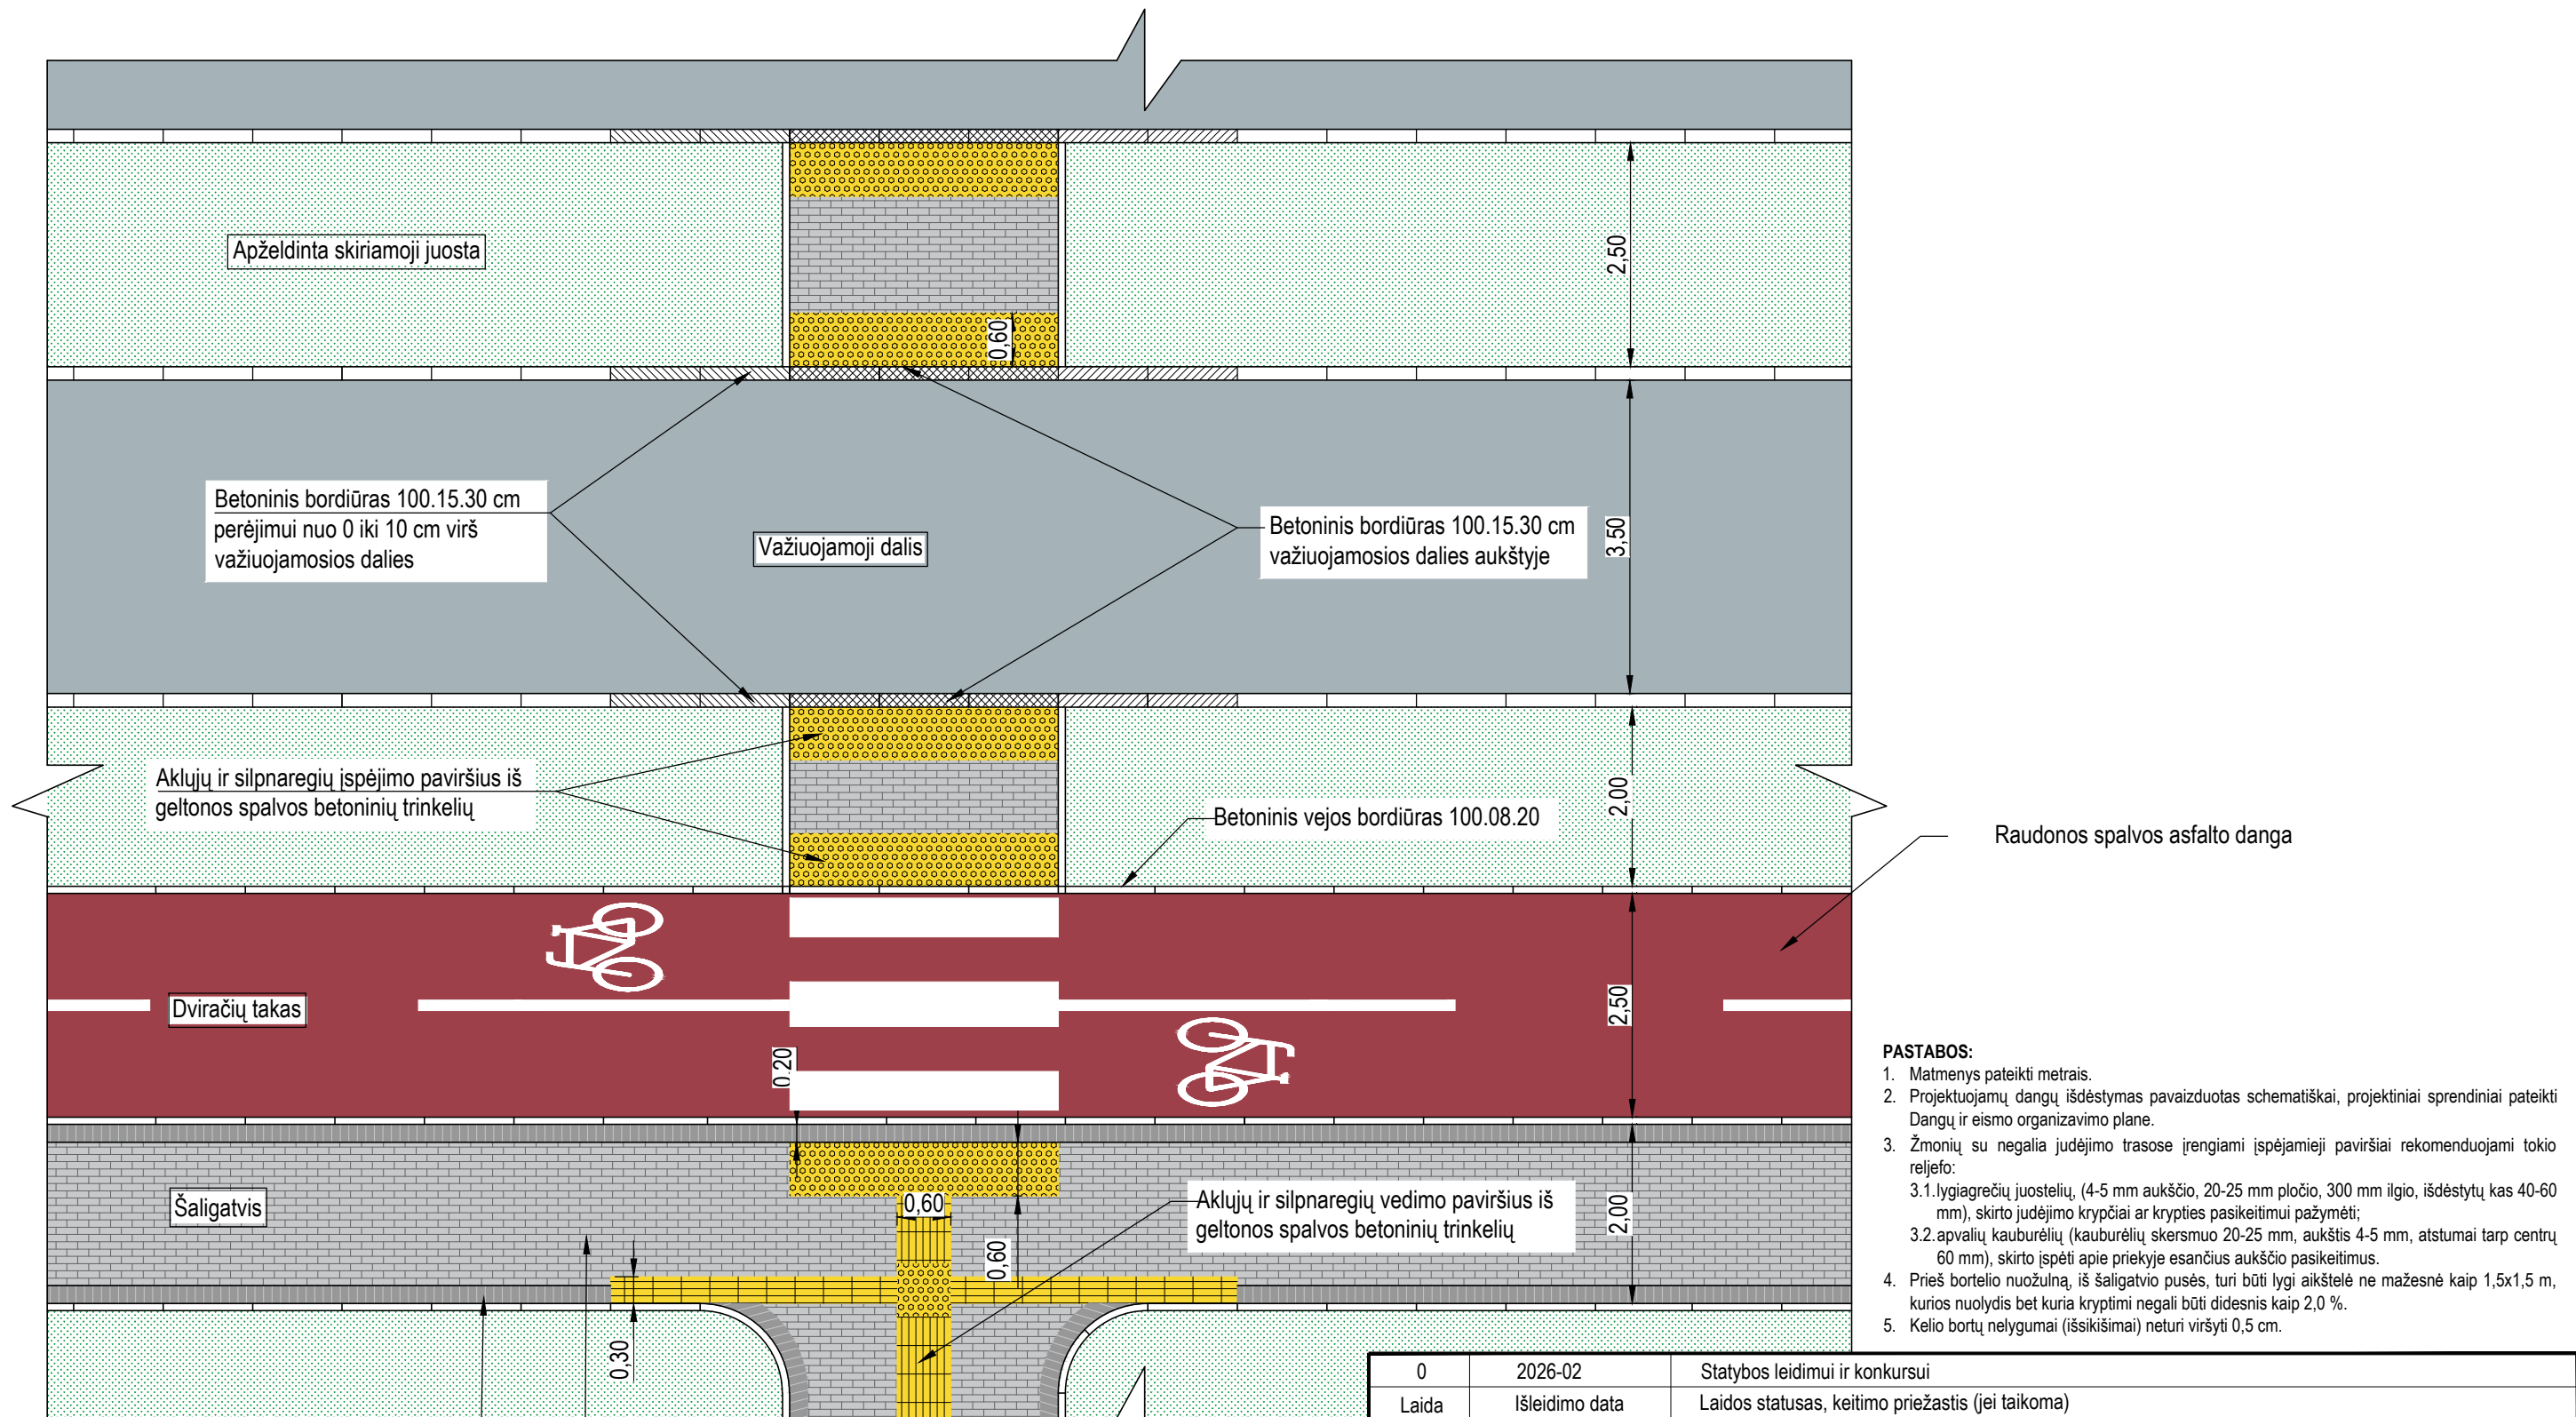 Apželdinta skiriamoji juosta
2,50
0,60
Betoninis bordiūras 100.15.30 cm
perėjimui nuo 0 iki 10 cm virš
važiuojamosios dalies
Važiuojamoji dalis
Betoninis bordiūras 100.15.30 cm
važiuojamosios dalies aukštyje
3,50
Aklųjų ir silpnaregių įspėjimo paviršius iš
geltonos spalvos betoninių trinkelių
Betoninis vejos bordiūras 100.08.20
2,00
Raudonos spalvos asfalto danga
Dviračių takas
2,50
0,20
Šaligatvis
0,60
Aklųjų ir silpnaregių vedimo paviršius iš
geltonos spalvos betoninių trinkelių
2,00
0,60
0,30
PASTABOS:
1. Matmenys pateikti metrais.
2. Projektuojamų dangų išdėstymas pavaizduotas schematiškai, projektiniai sprendiniai pateikti
Dangų ir eismo organizavimo plane.
3. Žmonių su negalia judėjimo trasose įrengiami įspėjamieji paviršiai rekomenduojami tokio
reljefo:
3.1.lygiagrečių juostelių, (4-5 mm aukščio, 20-25 mm pločio, 300 mm ilgio, išdėstytų kas 40-60
mm), skirto judėjimo krypčiai ar krypties pasikeitimui pažymėti;
3.2.apvalių kauburėlių (kauburėlių skersmuo 20-25 mm, aukštis 4-5 mm, atstumai tarp centrų
60 mm), skirto įspėti apie priekyje esančius aukščio pasikeitimus.
4. Prieš bortelio nuožulną, iš šaligatvio pusės, turi būti lygi aikštelė ne mažesnė kaip 1,5x1,5 m,
kurios nuolydis bet kuria kryptimi negali būti didesnis kaip 2,0 %.
5. Kelio bortų nelygumai (išsikišimai) neturi viršyti 0,5 cm.
0 2026-02 Statybos leidimui ir konkursui
Laida Išleidimo data Laidos statusas, keitimo priežastis (jei taikoma)